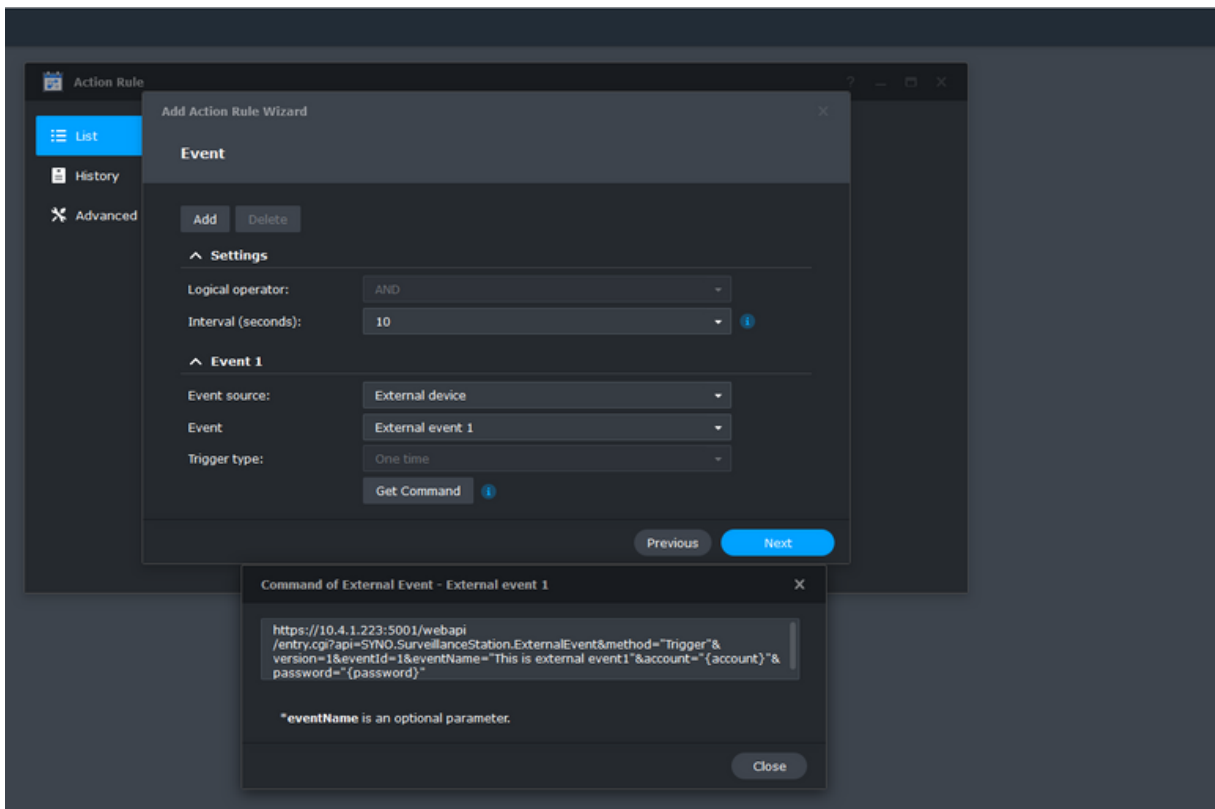 Action Rule
?
Add Action Rule Wizard
List
Event
History
Advanced
Add Delete
Settings
Logical operator: AND
Interval (seconds): 10
Event 1
Event source: External device
Event External event 1
Trigger type: One time
Get Command
Previous Next
Command of External Event - External event 1
https://10.4.1.223:5001/webapi
/entry.cgi?api=SYNO.SurveillanceStation.ExternalEvent&method="Trigger"&
version=1&eventId=1&eventName="This is external event1"&account="{account}"&
password="{password}"
*eventName is an optional parameter.
Close